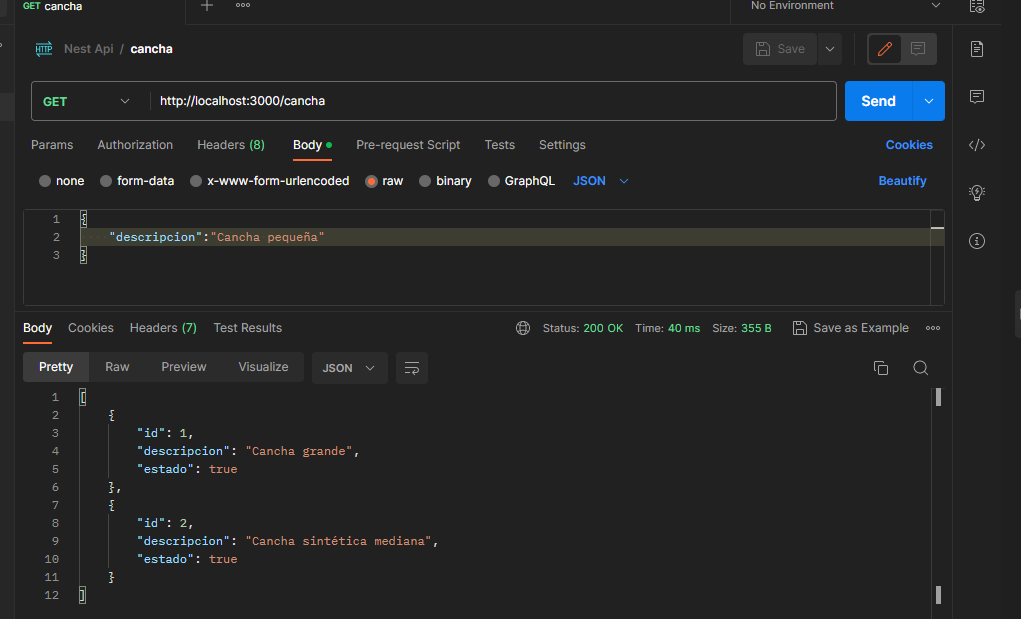 GET cancha
No Environment
HTTP Nest Api / cancha
Save
GET http://localhost:3000/cancha Send
Params Authorization Headers (8) Body Pre-request Script Tests Settings Cookies
none form-data x-www-form-urlencoded raw binary GraphQL JSON Beautify
1 {
2 "descripcion":"Cancha pequeña"
3 }
Body Cookies Headers (7) Test Results Status: 200 OK Time: 40 ms Size: 355 B Save as Example
Pretty Raw Preview Visualize JSON
1 [
2 {
3 "id": 1,
4 "descripcion": "Cancha grande",
5 "estado": true
6 },
7 {
8 "id": 2,
9 "descripcion": "Cancha sintética mediana",
10 "estado": true
11 }
12 ]